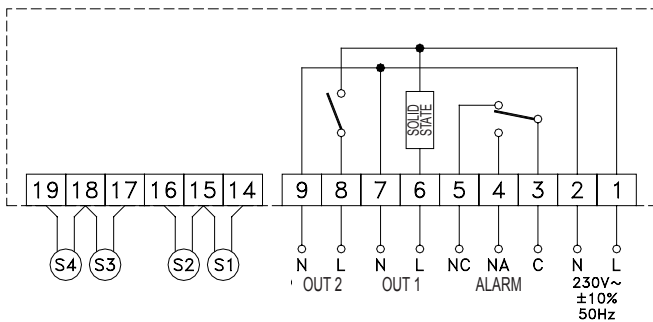 SOLID
STATE
19 18 17 16 15 14 9 8 7 6 5 4 3 2 1
S4 S3 S2 S1
N L N L NC NA C N L
OUT 2 OUT 1 ALARM 230V~
±10%
50Hz